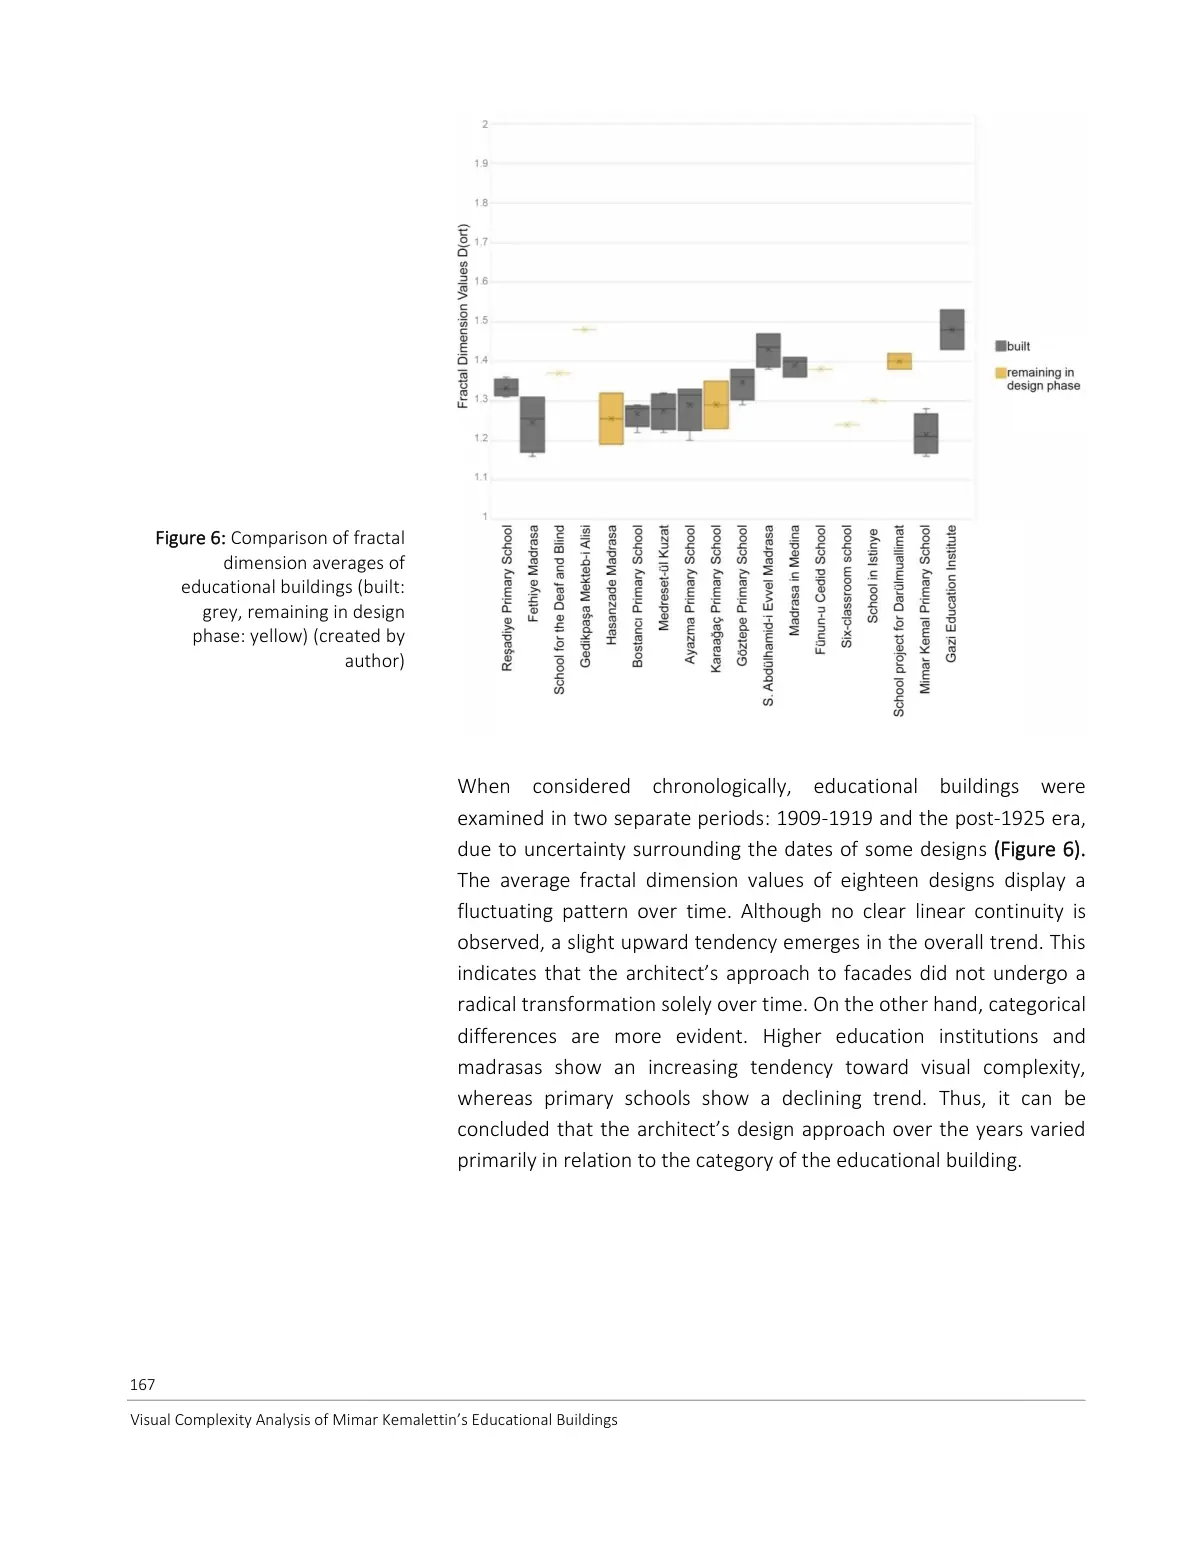 2
1.9
1.8
1.7
1.6
1.5
1.4
1.3
1.2
1.1
1
Fractal Dimension Values D(ort)
built
remaining in
design phase
Reşadiye Primary School
Fethiye Madrasa
School for the Deaf and Blind
Gedikpaşa Mekteb-i Alisi
Hasanzade Madrasa
Bostancı Primary School
Medreset-ül Kuzat
Ayazma Primary School
Karaağaç Primary School
Göztepe Primary School
S. Abdülhamid-i Evvel Madrasa
Madrasa in Medina
Fünun-u Cedid School
Six-classroom school
School in Istinye
School project for Darülmuallimat
Mimar Kemal Primary School
Gazi Education Institute
Figure 6: Comparison of fractal
dimension averages of
educational buildings (built:
grey, remaining in design
phase: yellow) (created by
author)
When considered chronologically, educational buildings were
examined in two separate periods: 1909-1919 and the post-1925 era,
due to uncertainty surrounding the dates of some designs (Figure 6).
The average fractal dimension values of eighteen designs display a
fluctuating pattern over time. Although no clear linear continuity is
observed, a slight upward tendency emerges in the overall trend. This
indicates that the architect’s approach to facades did not undergo a
radical transformation solely over time. On the other hand, categorical
differences are more evident. Higher education institutions and
madrasas show an increasing tendency toward visual complexity,
whereas primary schools show a declining trend. Thus, it can be
concluded that the architect’s design approach over the years varied
primarily in relation to the category of the educational building.
167
Visual Complexity Analysis of Mimar Kemalettin’s Educational Buildings